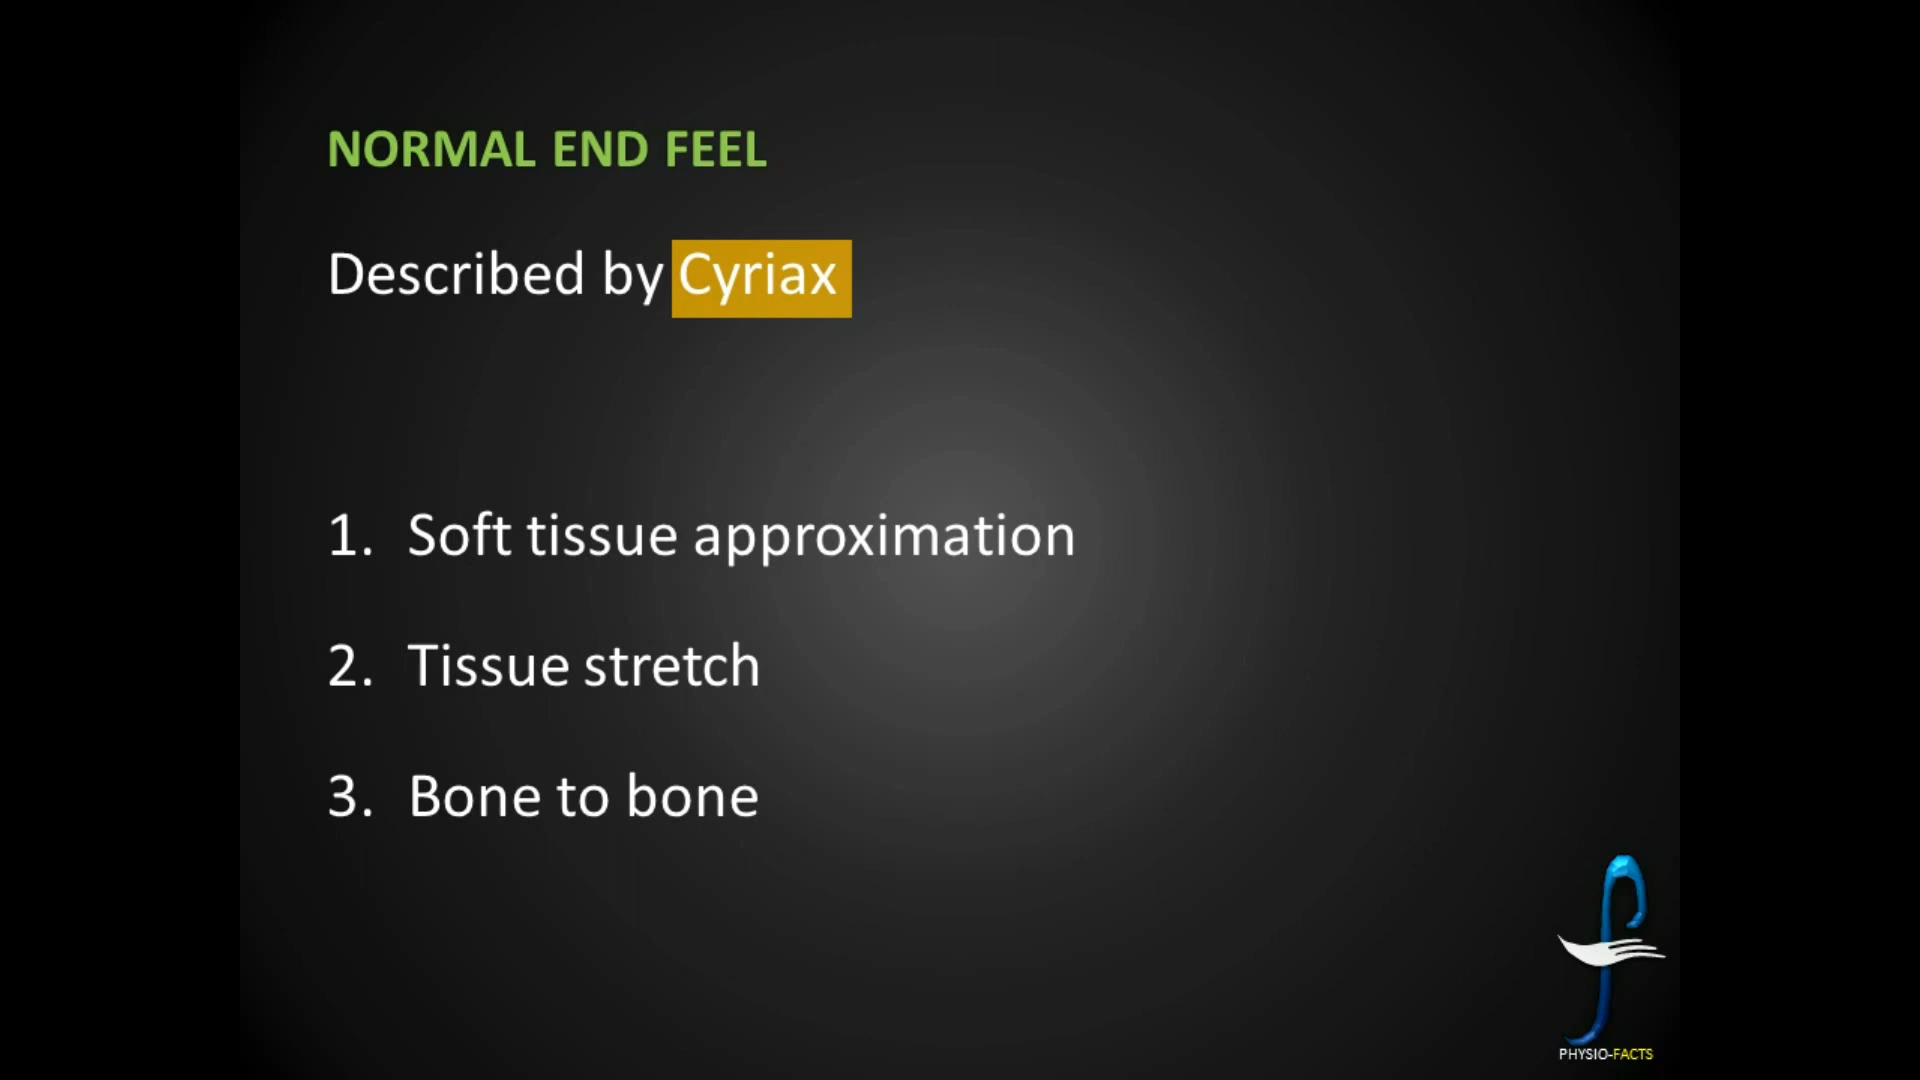 NORMAL END FEEL
Described by Cyriax
1. Soft tissue approximation
2. Tissue stretch
3. Bone to bone
PHYSIO-FACTS